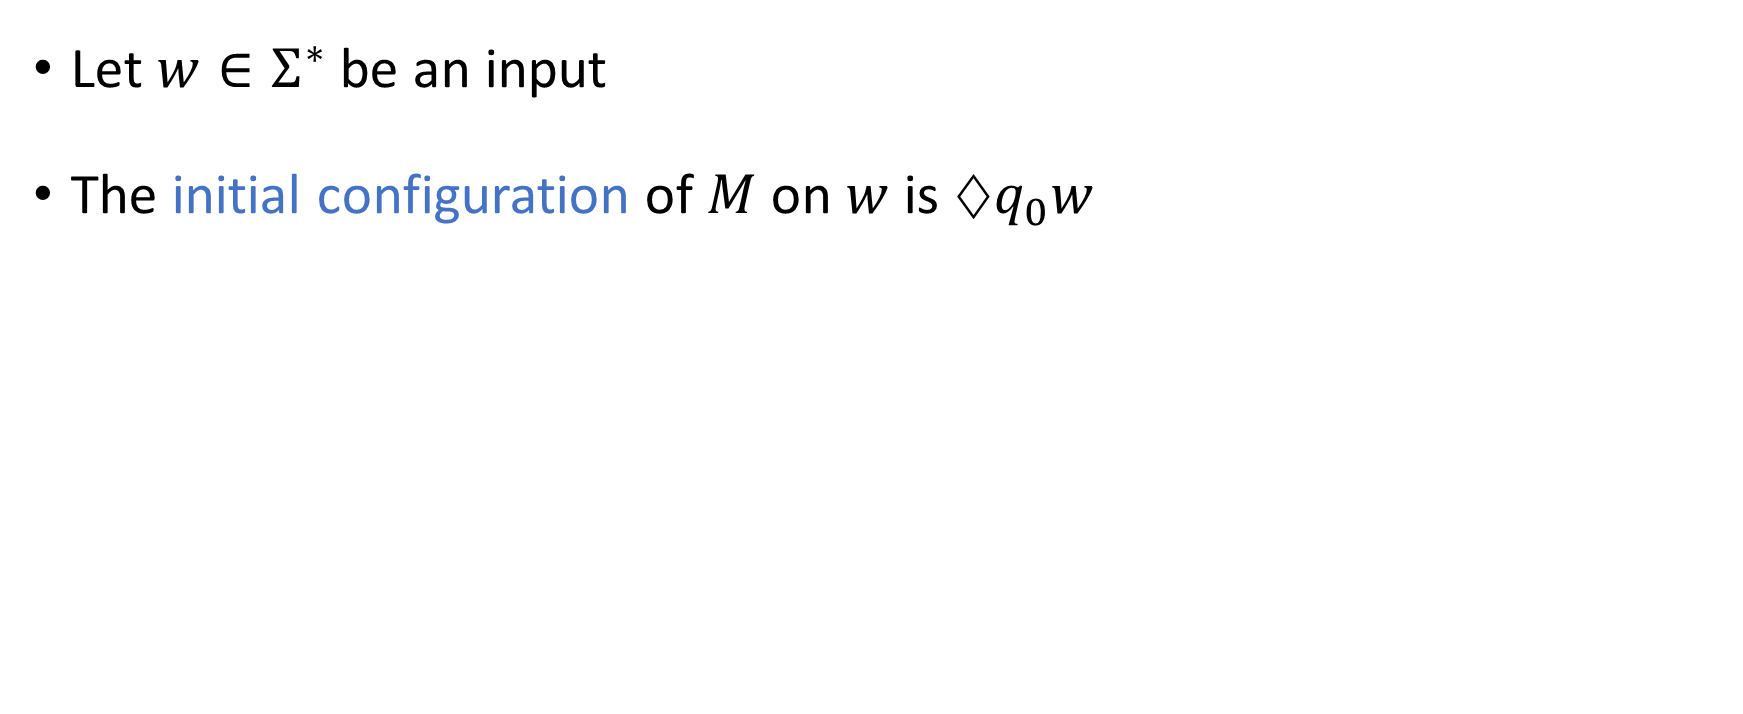 • Let 𝑤 ∈ Σ* be an input
• The initial configuration of 𝑀 on 𝑤 is ◇𝑞₀𝑤